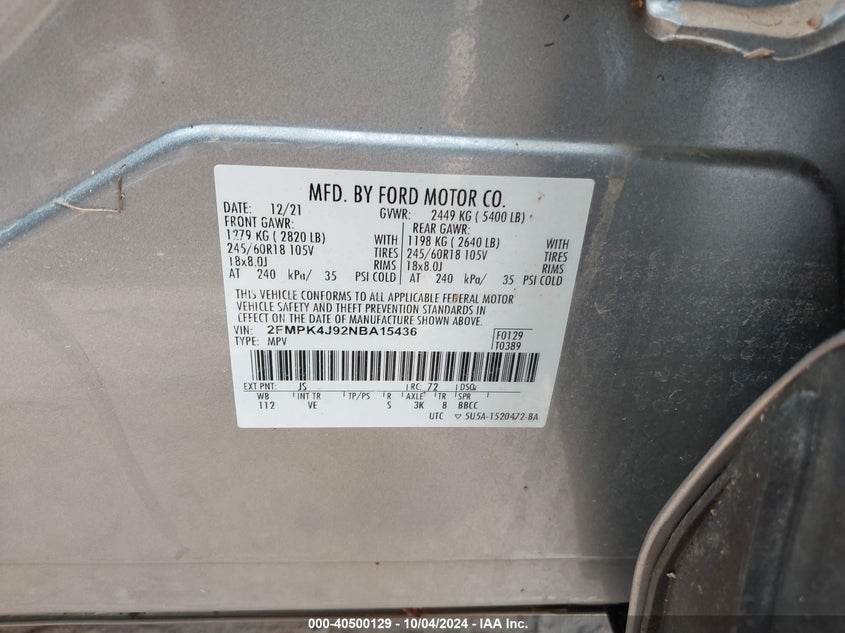 MFD. BY FORD MOTOR CO.
DATE: 12/21 GVWR: 2449 KG ( 5400 LB)
FRONT GAWR: REAR GAWR:
1279 KG ( 2820 LB) WITH 1198 KG ( 2640 LB) WITH
245/60R18 105V TIRES 245/60R18 105V TIRES
18x8.0J RIMS 18x8.0J RIMS
AT 240 kPa/ 35 PSI COLD AT 240 kPa/ 35 PSI COLD
THIS VEHICLE CONFORMS TO ALL APPLICABLE FEDERAL MOTOR
VEHICLE SAFETY AND THEFT PREVENTION STANDARDS IN
EFFECT ON THE DATE OF MANUFACTURE SHOWN ABOVE.
VIN: 2FMPK4J92NBA15436 F0129
TYPE: MPV T0389
EXT PNT: JS RC: 72 DSO:
WB INT TR TP/PS R AXLE TR SPR
112 VE S 3K 8 BBCC
UTC ▽ 5U5A-1520472-BA
000-40500129 - 10/04/2024 - IAA Inc.